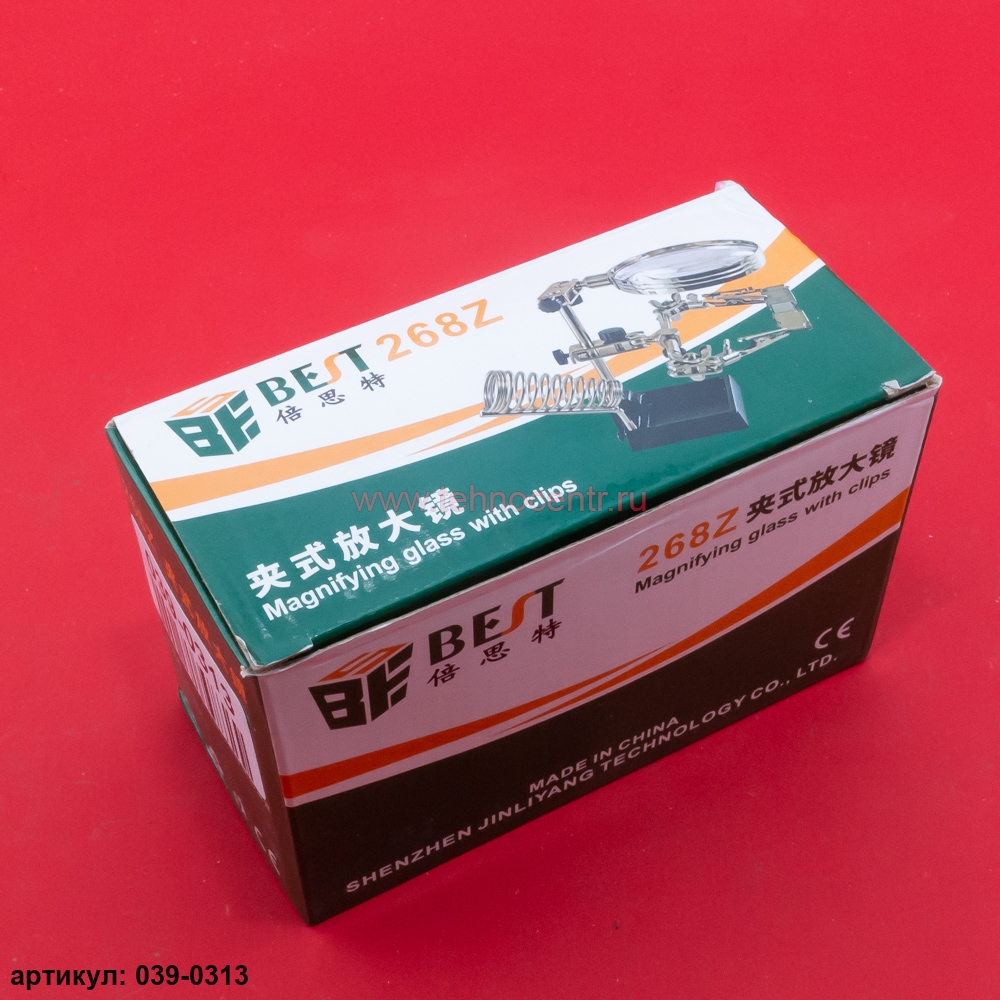 BEST 268Z
倍思特
夹式放大镜
Magnifying glass with clips
www.tehnosentr.ru
BEST
倍思特
268Z 夹式放大镜
Magnifying glass with clips
CE
MADE IN CHINA
SHENZHEN JINLIYANG TECHNOLOGY CO., LTD.
артикул: 039-0313